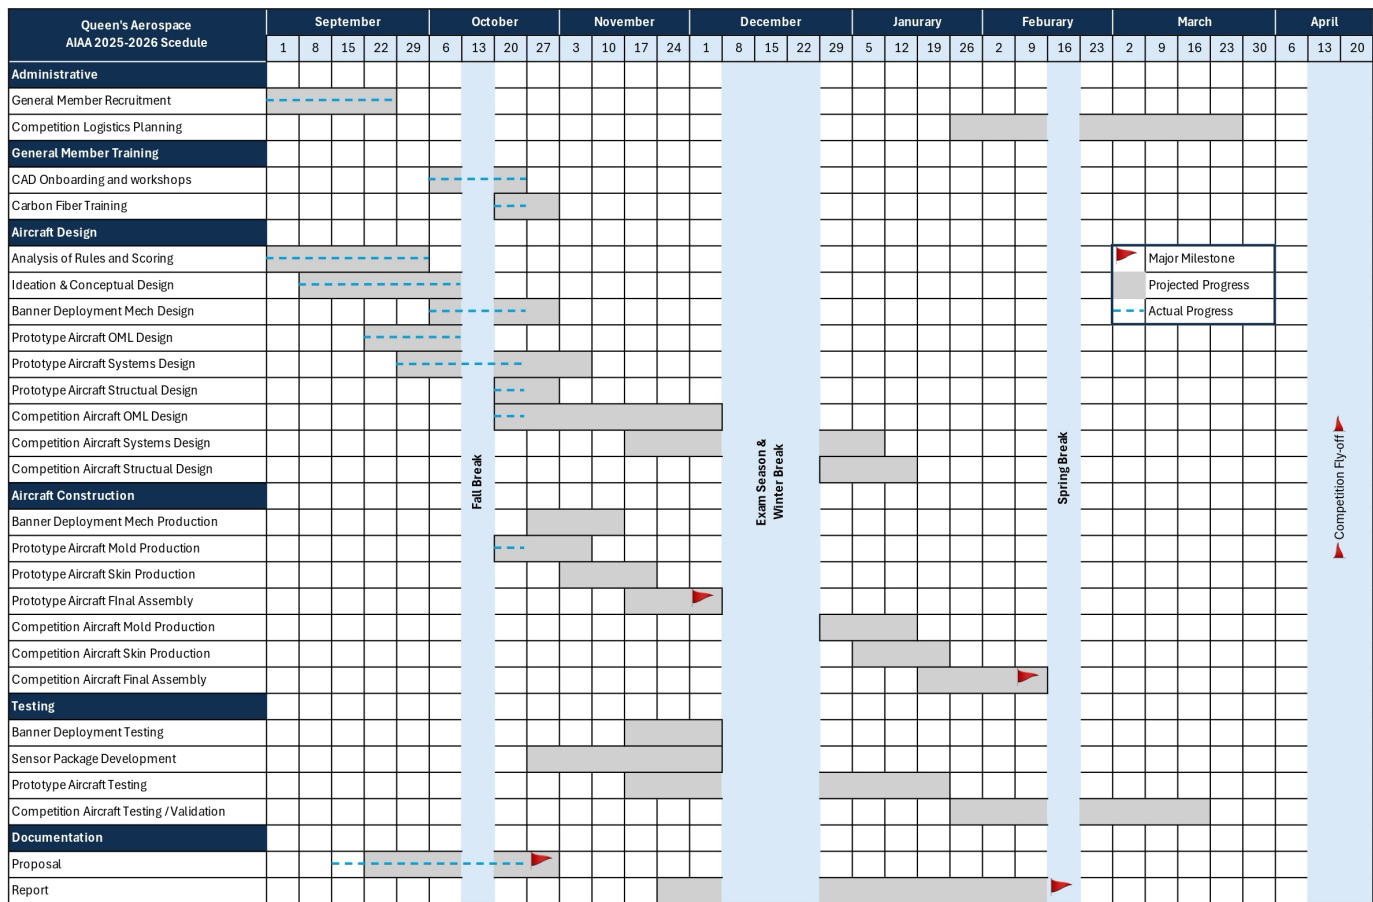 Queen's Aerospace
AIAA 2025-2026 Scedule
September October November December Janurary Feburary March April
1 8 15 22 29 6 13 20 27 3 10 17 24 1 8 15 22 29 5 12 19 26 2 9 16 23 2 9 16 23 30 6 13 20
Administrative
General Member Recruitment
Competition Logistics Planning
General Member Training
CAD Onboarding and workshops
Carbon Fiber Training
Aircraft Design
Analysis of Rules and Scoring
Major Milestone
Ideation & Conceptual Design
Projected Progress
Banner Deployment Mech Design
Actual Progress
Prototype Aircraft OML Design
Prototype Aircraft Systems Design
Prototype Aircraft Structual Design
Competition Aircraft OML Design
Competition Aircraft Systems Design
Competition Aircraft Structual Design
Fall Break
Exam Season &
Winter Break
Spring Break
Competition Fly-off
Aircraft Construction
Banner Deployment Mech Production
Prototype Aircraft Mold Production
Prototype Aircraft Skin Production
Prototype Aircraft FInal Assembly
Competition Aircraft Mold Production
Competition Aircraft Skin Production
Competition Aircraft Final Assembly
Testing
Banner Deployment Testing
Sensor Package Development
Prototype Aircraft Testing
Competition Aircraft Testing / Validation
Documentation
Proposal
Report